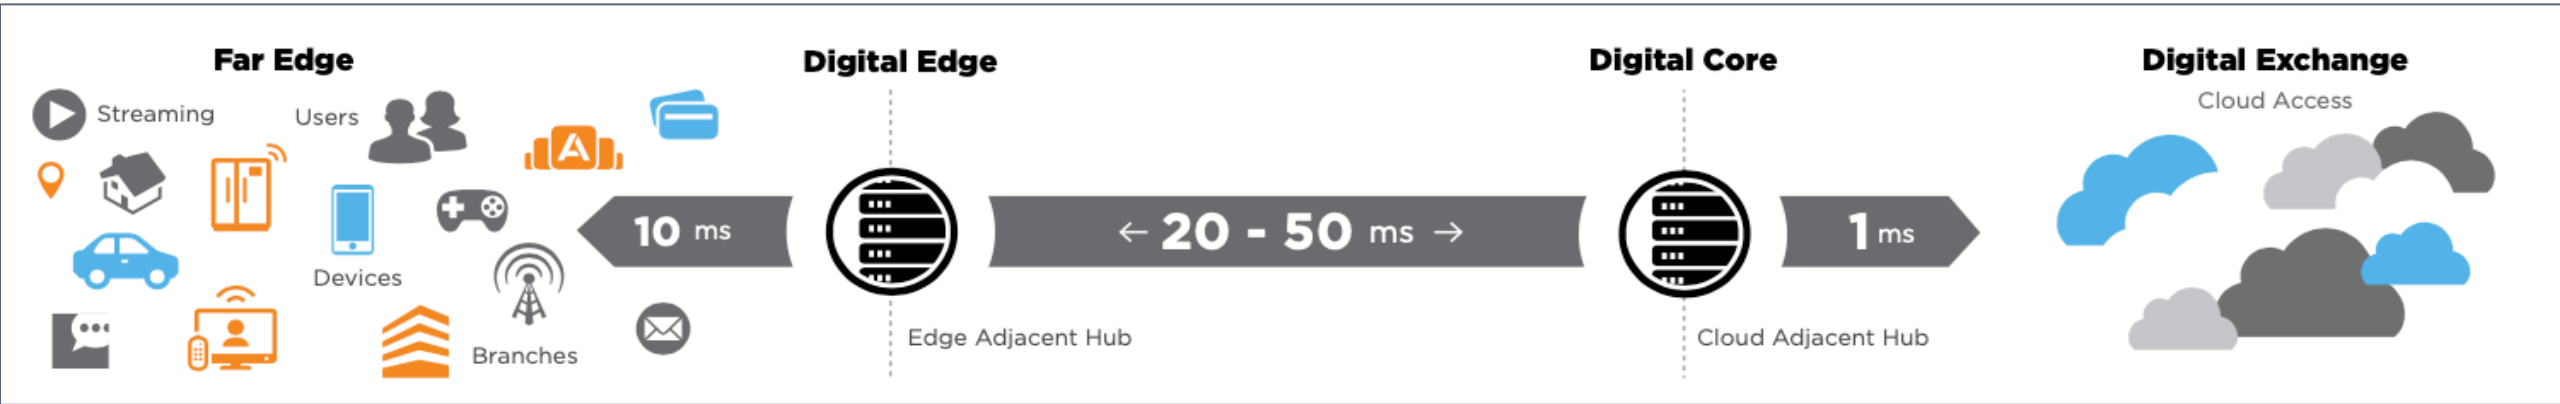 Far Edge
Streaming
Users
A
Devices
Branches
10 ms
Digital Edge
Edge Adjacent Hub
← 20 - 50 ms →
Digital Core
Cloud Adjacent Hub
1 ms
Digital Exchange
Cloud Access